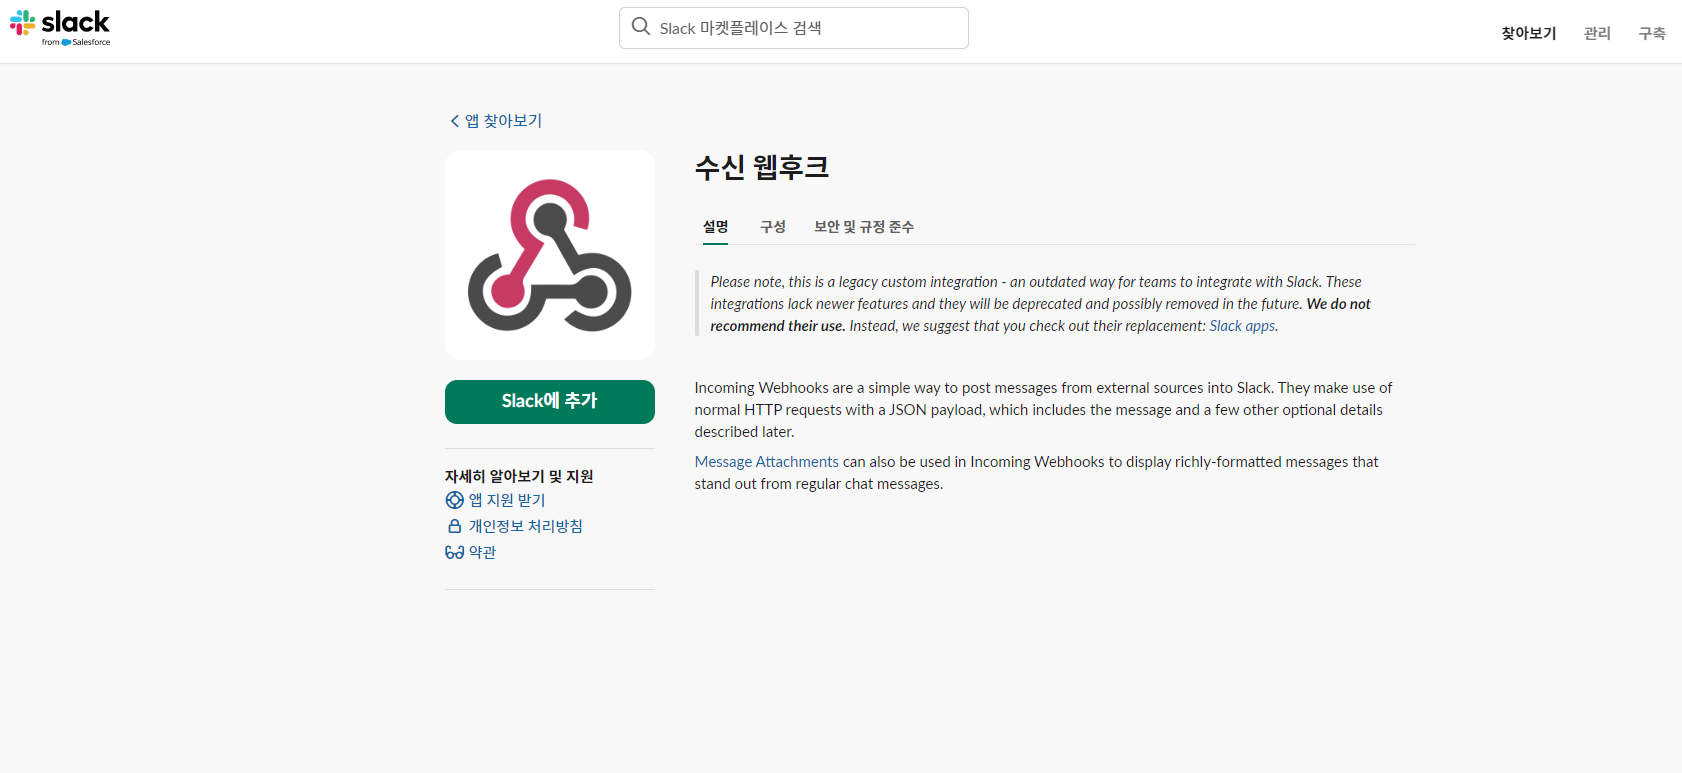 slack
from Salesforce
Slack 마켓플레이스 검색
찾아보기
관리
구축
앱 찾아보기
수신 웹후크
설명
구성
보안 및 규정 준수
Please note, this is a legacy custom integration - an outdated way for teams to integrate with Slack. These
integrations lack newer features and they will be deprecated and possibly removed in the future. We do not
recommend their use. Instead, we suggest that you check out their replacement: Slack apps.
Incoming Webhooks are a simple way to post messages from external sources into Slack. They make use of
normal HTTP requests with a JSON payload, which includes the message and a few other optional details
described later.
Message Attachments can also be used in Incoming Webhooks to display richly-formatted messages that
stand out from regular chat messages.
Slack에 추가
자세히 알아보기 및 지원
앱 지원 받기
개인정보 처리방침
약관